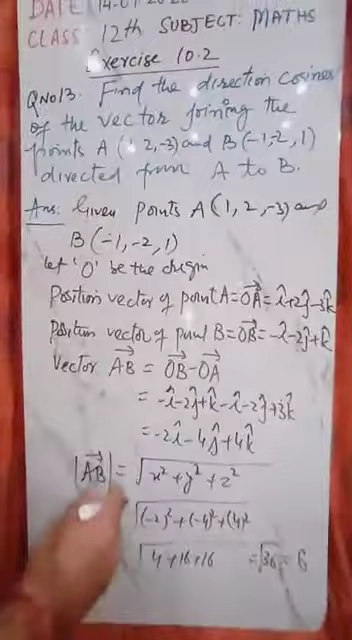 DATE: 14-01-
CLASS 12th SUBJECT: MATHS
Exercise 10.2
QNo13. Find the direction cosines
of the vector joining the
points A (1, 2, -3) and B (-1, -2, 1)
directed from A to B.
Ans: Given points A (1, 2, -3) and
B (-1, -2, 1)
Let 'O' be the origin
Position vector of point A = OA⃗ = î+2ĵ-3k̂
Position vector of point B = OB⃗ = -î-2ĵ+k̂
Vector AB⃗ = OB⃗ - OA⃗
= -î-2ĵ+k̂-î-2ĵ+3k̂
= -2î-4ĵ+4k̂
|AB⃗| = √x²+y²+z²
√(-2)²+(-4)²+(4)²
√4+16+16 = √36 = 6